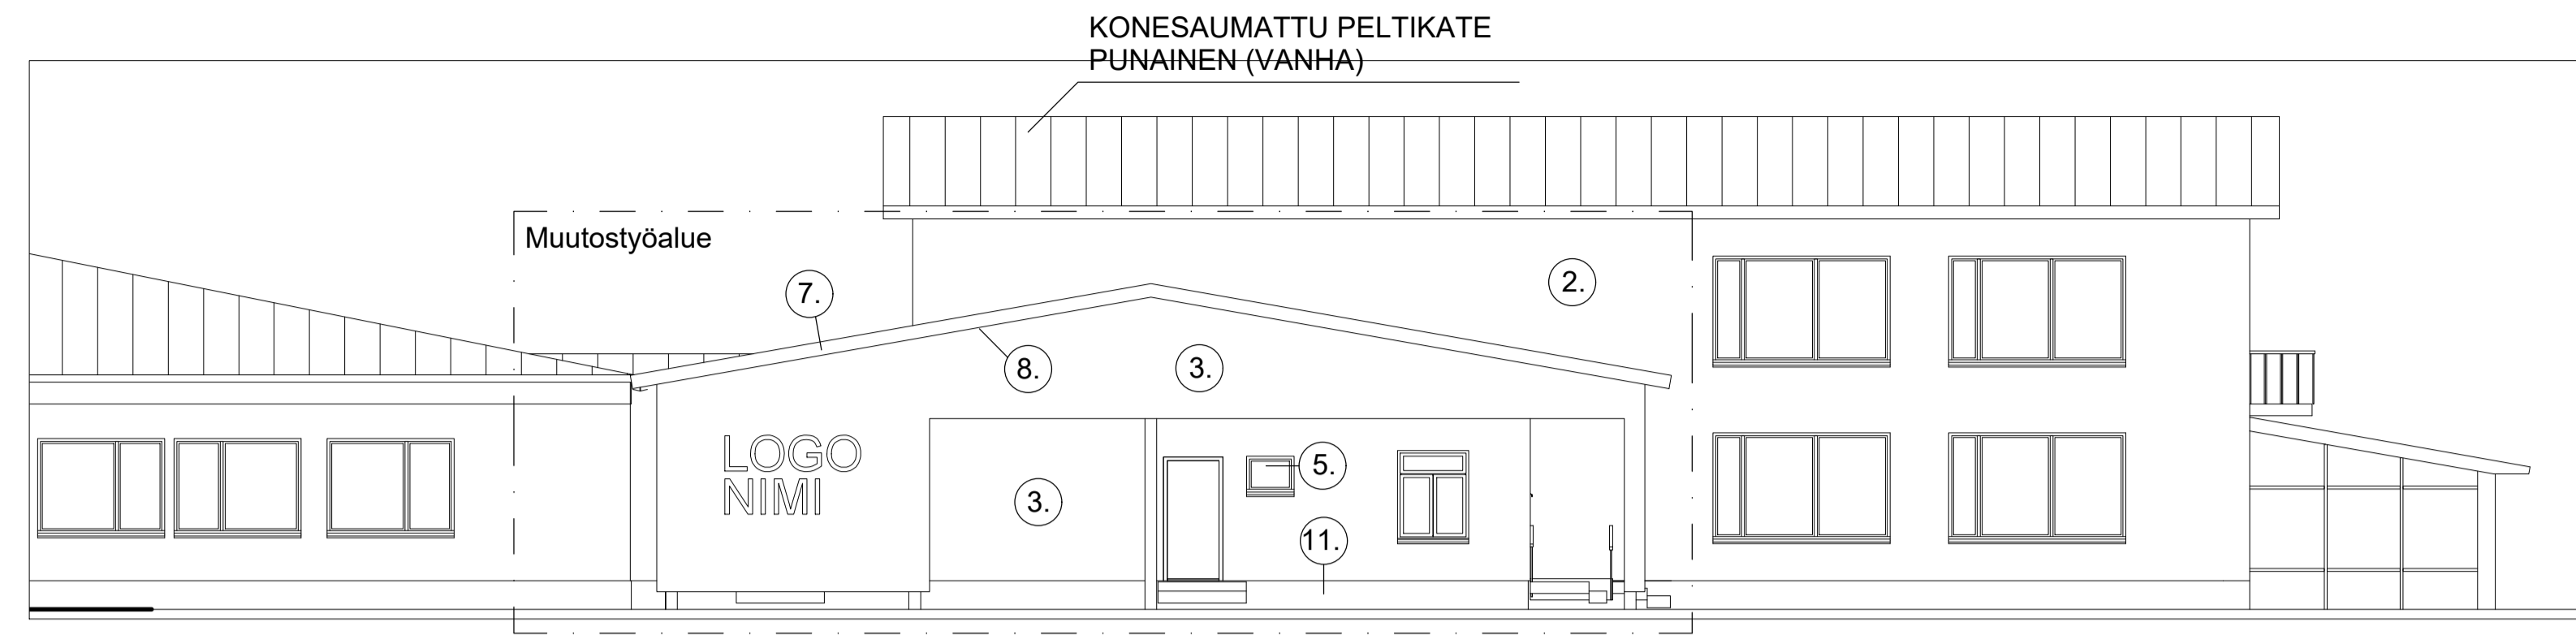 KONESAUMATTU PELTIKATE
PUNAINEN (VANHA)
Muutostyöalue
2.
7.
8.
3.
LOGO
NIMI
5.
3.
11.